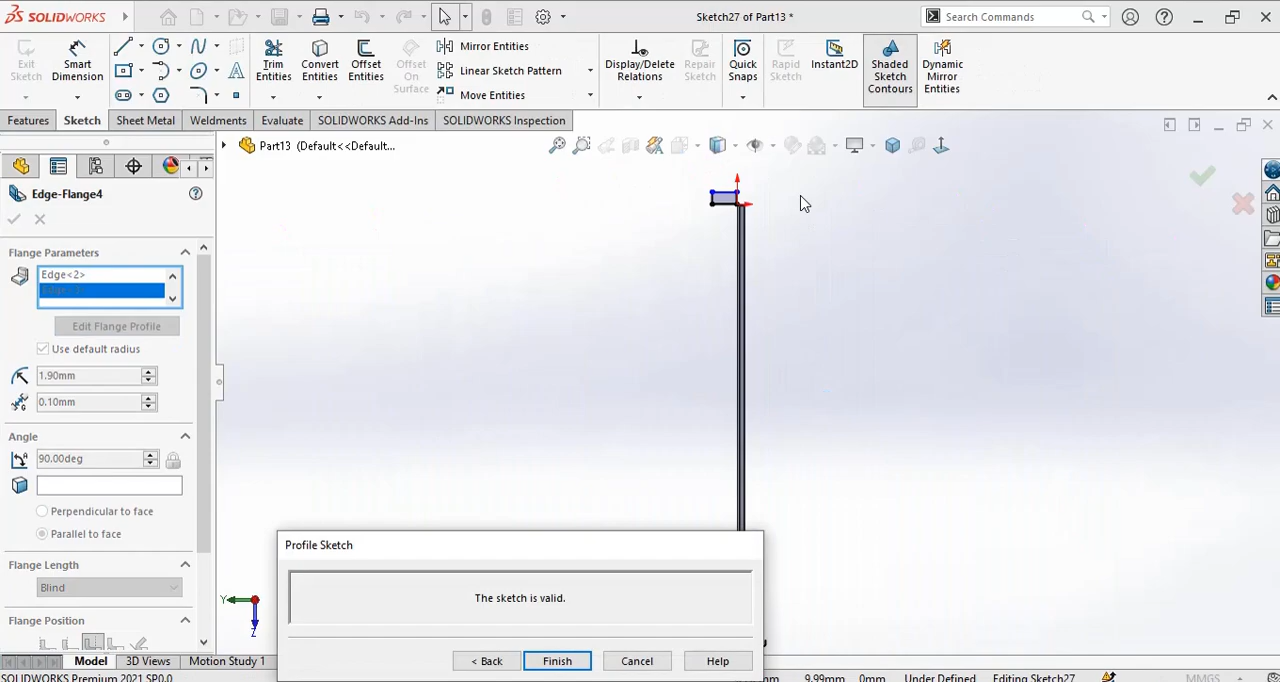 SOLIDWORKS
Sketch27 of Part13 *
Search Commands
Exit Sketch
Smart Dimension
Trim Entities
Convert Entities
Offset Entities
Offset On Surface
Mirror Entities
Linear Sketch Pattern
Move Entities
Display/Delete Relations
Repair Sketch
Quick Snaps
Rapid Sketch
Instant2D
Shaded Sketch Contours
Dynamic Mirror Entities
Features
Sketch
Sheet Metal
Weldments
Evaluate
SOLIDWORKS Add-Ins
SOLIDWORKS Inspection
Part13 (Default<<Default...
Edge-Flange4
Flange Parameters
Edge<2>
Edit Flange Profile
Use default radius
1.90mm
0.10mm
Angle
90.00deg
Perpendicular to face
Parallel to face
Flange Length
Blind
Flange Position
Y
Z
Profile Sketch
The sketch is valid.
< Back
Finish
Cancel
Help
Model
3D Views
Motion Study 1
SOLIDWORKS Premium 2021 SP0.0
9.99mm
0mm
Under Defined
Editing Sketch27
MMGS